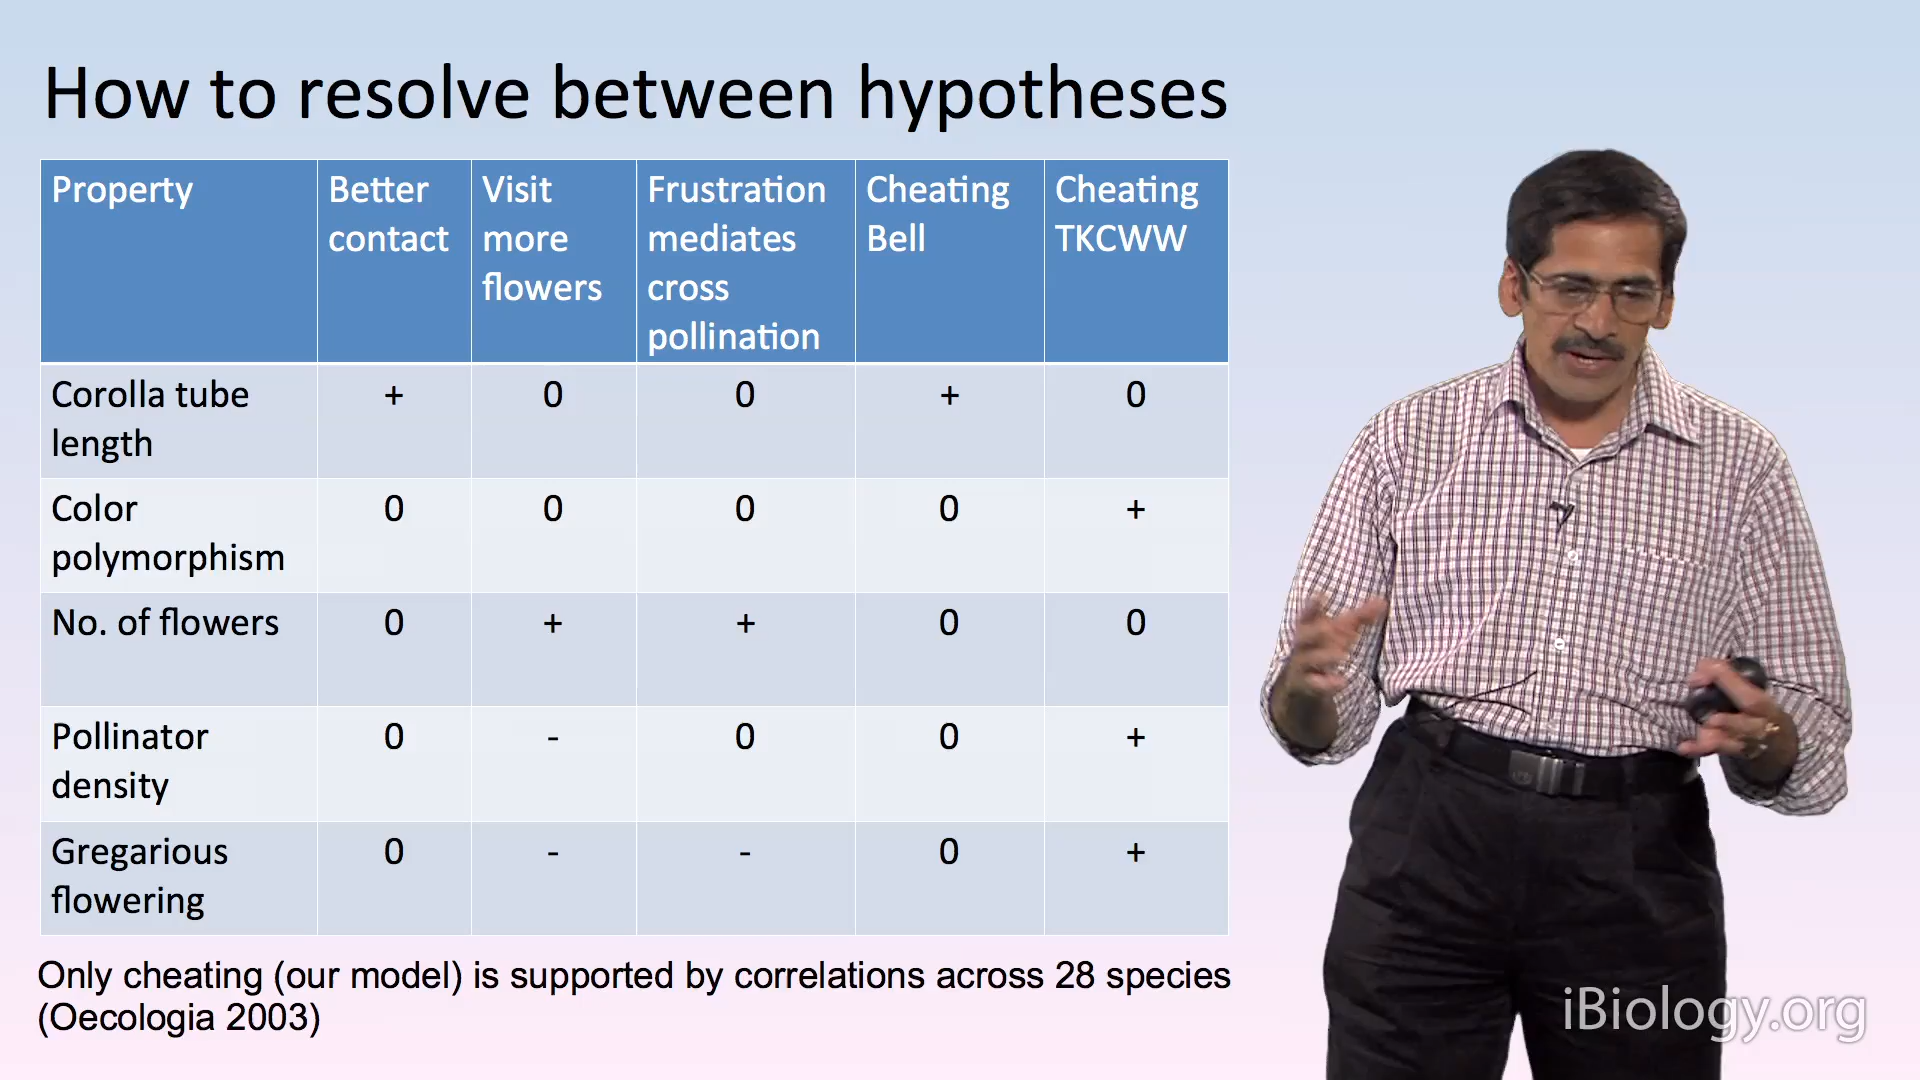 How to resolve between hypotheses
Property
Better
contact
Visit
more
flowers
Frustration
mediates
cross
pollination
Cheating
Bell
Cheating
TKCWW
Corolla tube
length
+
0
0
+
0
Color
polymorphism
0
0
0
0
+
No. of flowers
0
+
+
0
0
Pollinator
density
0
-
0
0
+
Gregarious
flowering
0
-
-
0
+
Only cheating (our model) is supported by correlations across 28 species
(Oecologia 2003)
iBiology.org